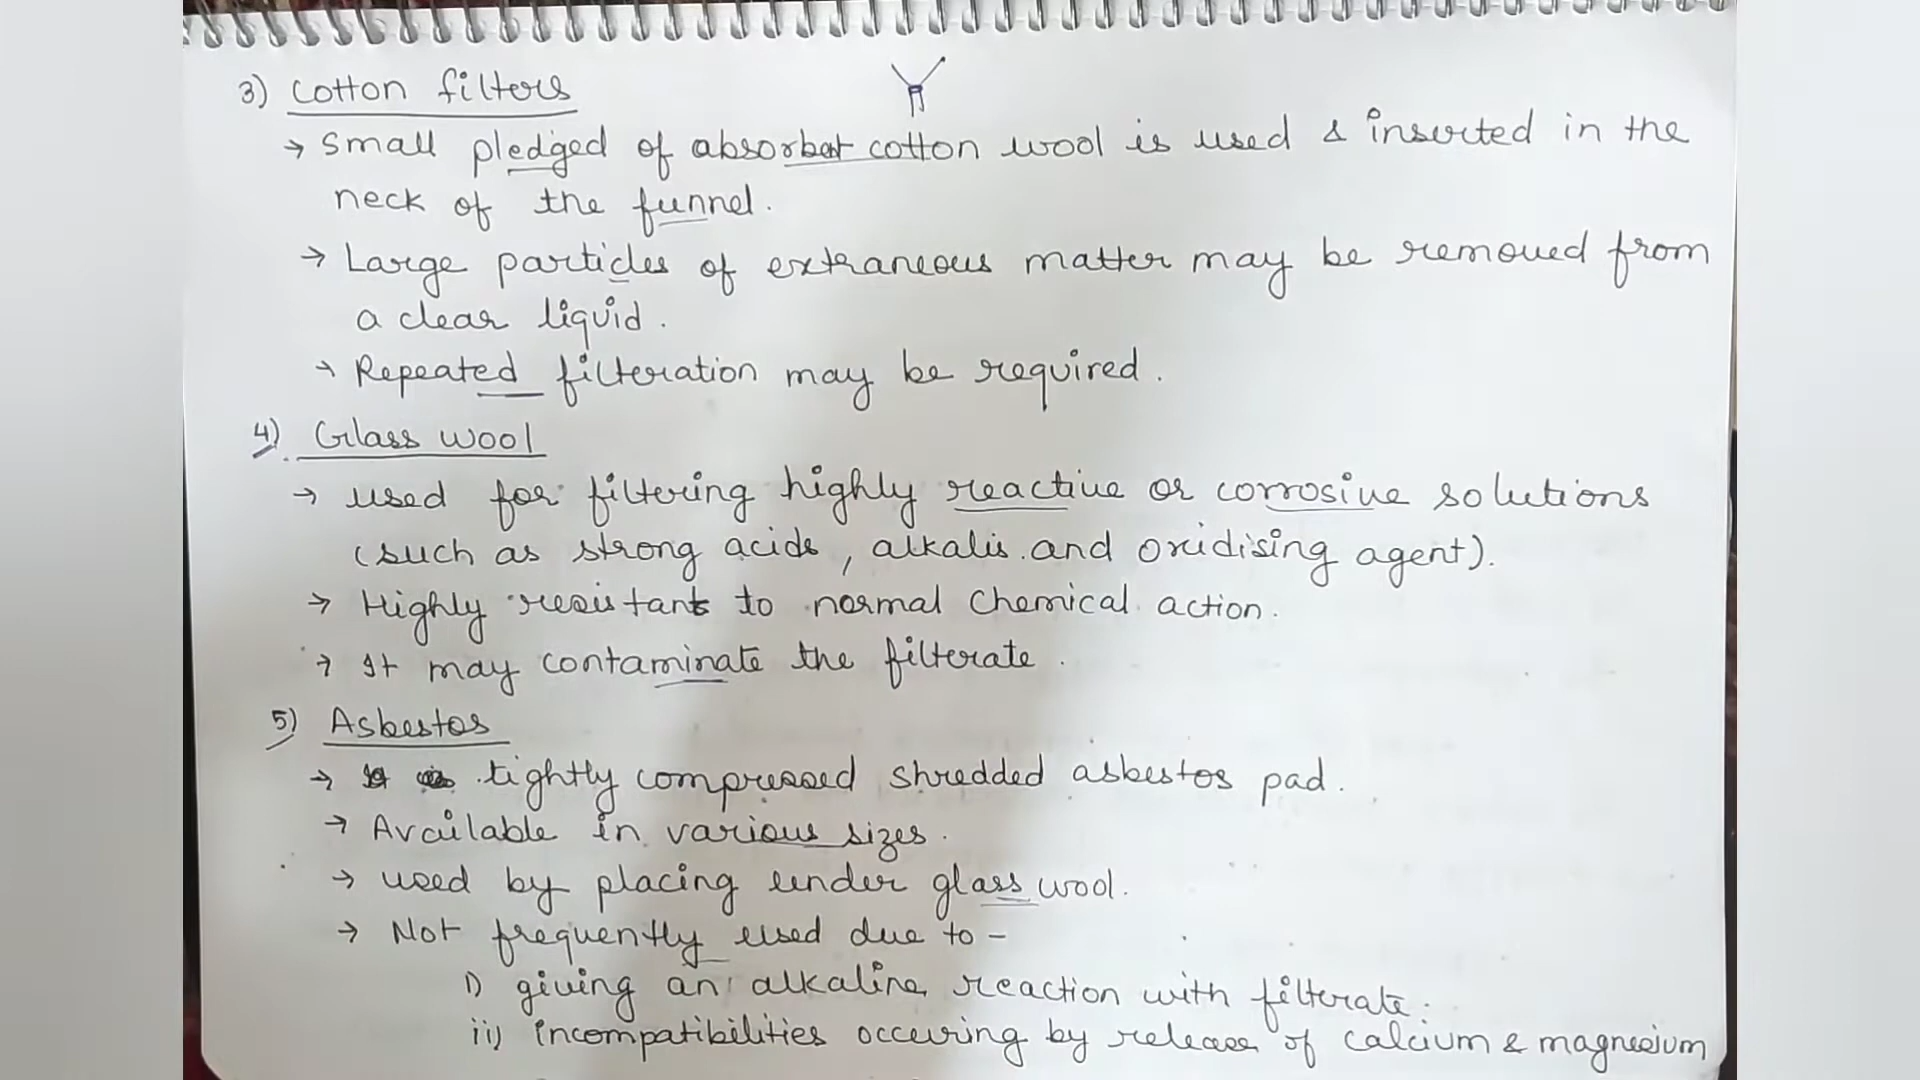 3) Cotton filters
→ Small pledged of absorbat cotton wool is used & inserted in the
neck of the funnel.
→ Large particles of extraneous matter may be removed from
a clear liquid.
→ Repeated filteration may be required.
4) Glass wool
→ used for filtering highly reactive or corrosive solutions
(such as strong acids, alkalis and oxidising agent).
→ Highly resistant to normal chemical action.
→ It may contaminate the filterate.
5) Asbestos
→ tightly compressed shredded asbestos pad.
→ Available in various sizes.
→ used by placing under glass wool.
→ Not frequently used due to -
i) giving an alkaline reaction with filterate.
ii) incompatibilities occuring by release of calcium & magnesium